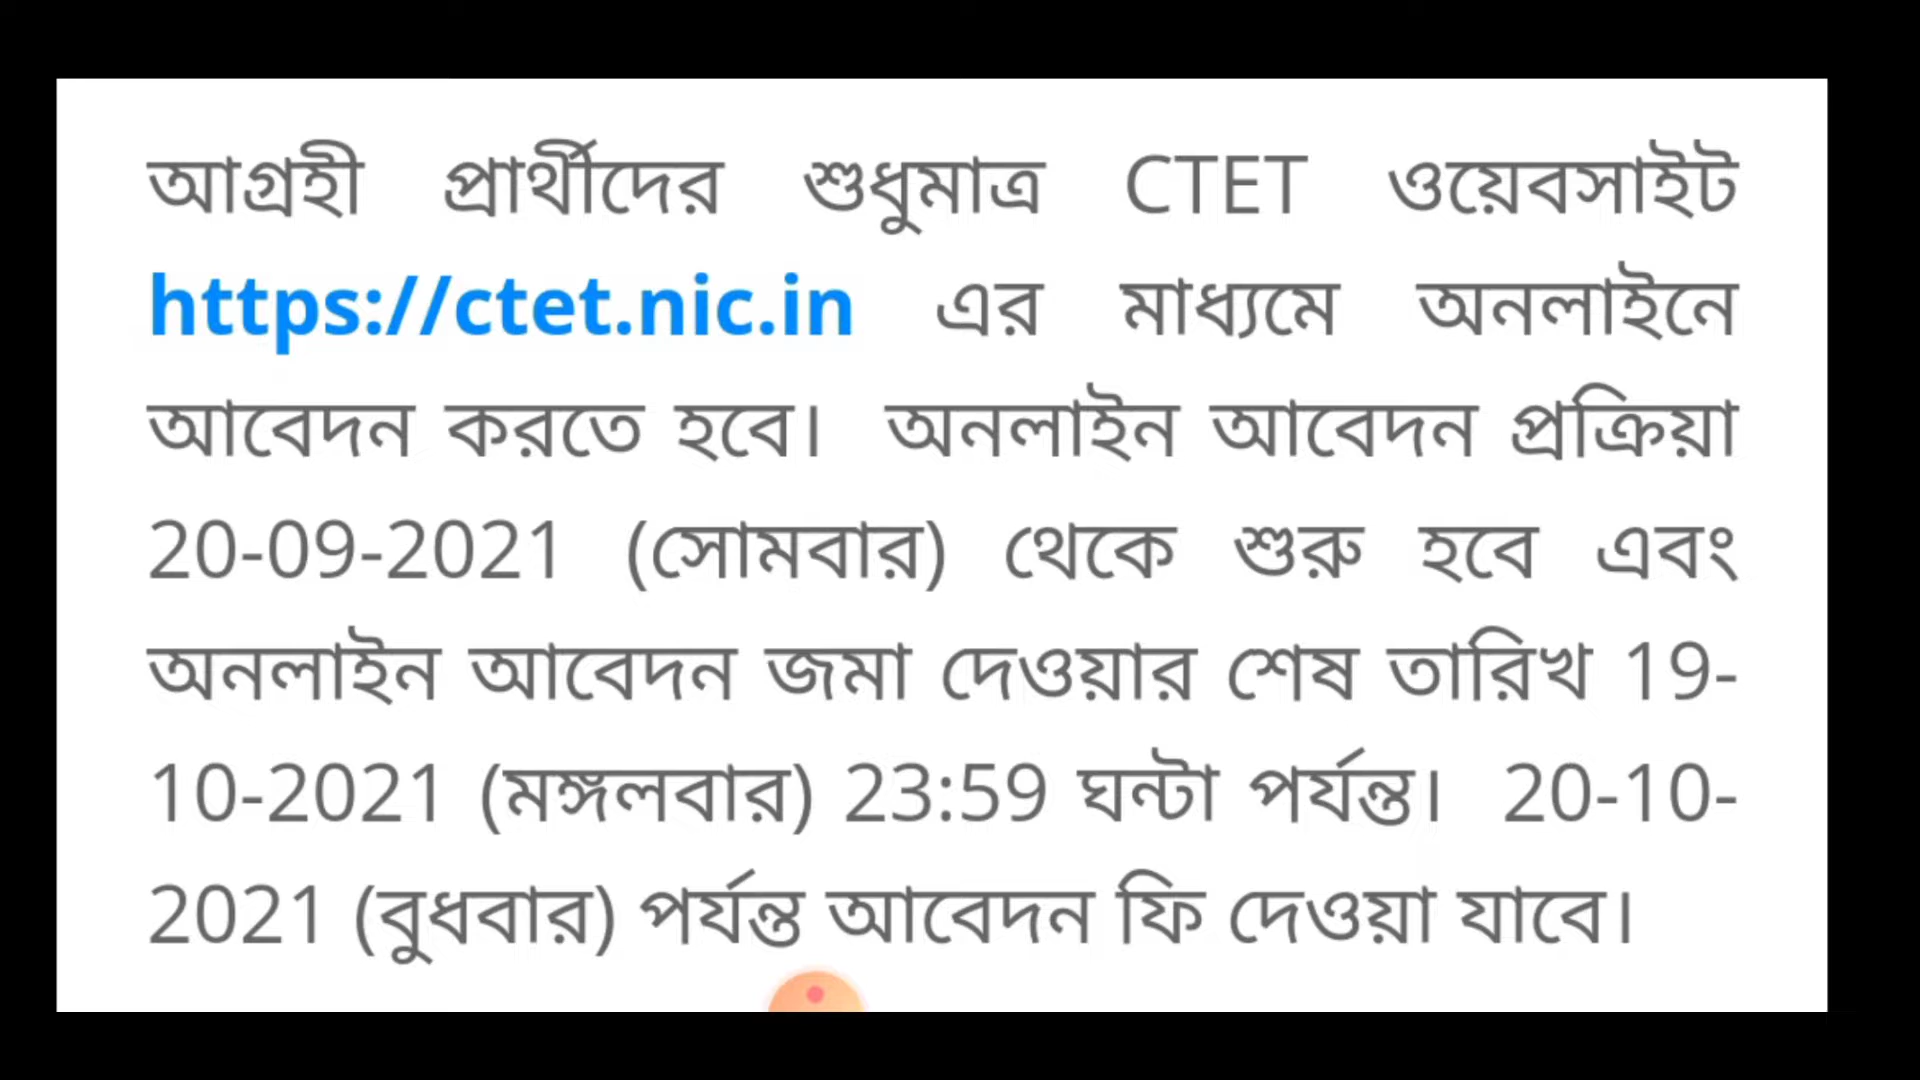 আগ্রহী প্রার্থীদের শুধুমাত্র CTET ওয়েবসাইট
https://ctet.nic.in এর মাধ্যমে অনলাইনে
আবেদন করতে হবে। অনলাইন আবেদন প্রক্রিয়া
20-09-2021 (সোমবার) থেকে শুরু হবে এবং
অনলাইন আবেদন জমা দেওয়ার শেষ তারিখ 19-
10-2021 (মঙ্গলবার) 23:59 ঘন্টা পর্যন্ত। 20-10-
2021 (বুধবার) পর্যন্ত আবেদন ফি দেওয়া যাবে।